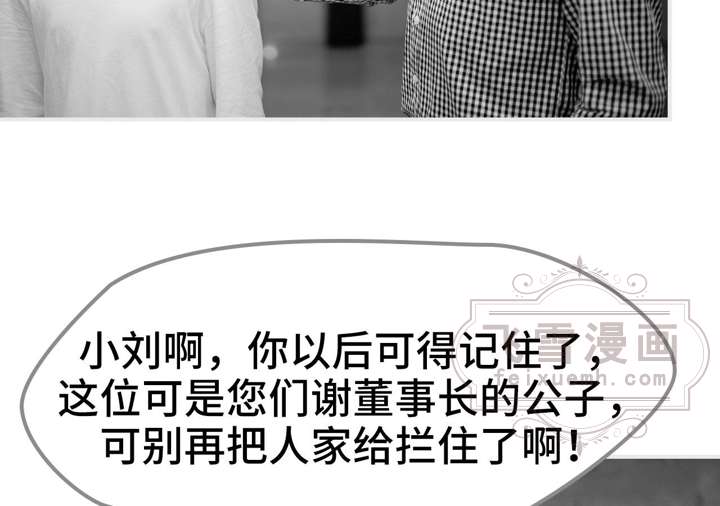 小刘啊，你以后可得记住了，
这位可是您们谢董事长的公子，
可别再把人家给拦住了啊！
飞雪漫画
feixuemh.com